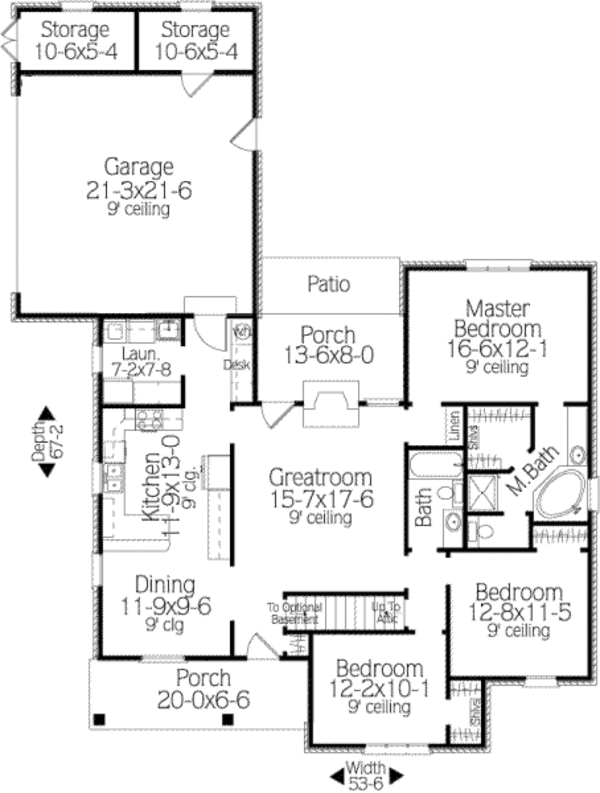 Storage
10-6x5-4
Storage
10-6x5-4
Garage
21-3x21-6
9' ceiling
Patio
Porch
13-6x8-0
Master
Bedroom
16-6x12-1
9' ceiling
Laun.
7-2x7-8
WH
Desk
Depth
67-2
Kitchen
11-9x13-0
9' clg.
Greatroom
15-7x17-6
9' ceiling
Linen
Shlvs
M.Bath
Bath
Dining
11-9x9-6
9' clg
To Optional
Basement
Up To
Attic
Bedroom
12-8x11-5
9' ceiling
Porch
20-0x6-6
Bedroom
12-2x10-1
9' ceiling
Shlvs
Width
53-6